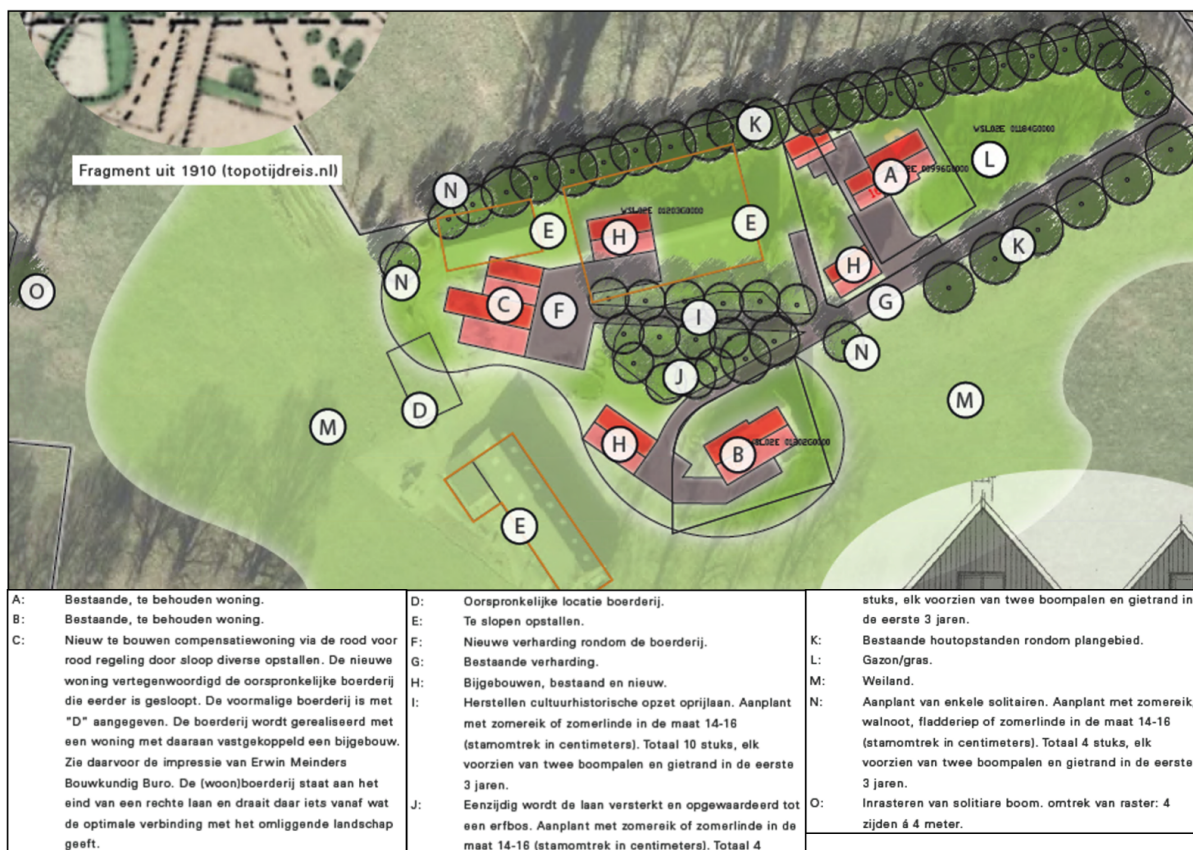 Fragment uit 1910 (topotijdreis.nl)
K
WSL02E 01184G0000
L
A
N
WSL02E 01203G0000
E
H
E
K
N
O
H
C
F
I
G
N
J
D
M
M
H
B
E
A: Bestaande, te behouden woning.
B: Bestaande, te behouden woning.
C: Nieuw te bouwen compensatiewoning via de rood voor
rood regeling door sloop diverse opstallen. De nieuwe
woning vertegenwoordigd de oorspronkelijke boerderij
die eerder is gesloopt. De voormalige boerderij is met
"D" aangegeven. De boerderij wordt gerealiseerd met
een woning met daaraan vastgekoppeld een bijgebouw.
Zie daarvoor de impressie van Erwin Meinders
Bouwkundig Buro. De (woon)boerderij staat aan het
eind van een rechte laan en draait daar iets vanaf wat
de optimale verbinding met het omliggende landschap
geeft.
D: Oorspronkelijke locatie boerderij.
E: Te slopen opstallen.
F: Nieuwe verharding rondom de boerderij.
G: Bestaande verharding.
H: Bijgebouwen, bestaand en nieuw.
I: Herstellen cultuurhistorische opzet oprijlaan. Aanplant
met zomereik of zomerlinde in de maat 14-16
(stamomtrek in centimeters). Totaal 10 stuks, elk
voorzien van twee boompalen en gietrand in de eerste
3 jaren.
J: Eenzijdig wordt de laan versterkt en opgewaardeerd tot
een erfbos. Aanplant met zomereik of zomerlinde in de
maat 14-16 (stamomtrek in centimeters). Totaal 4
stuks, elk voorzien van twee boompalen en gietrand in
de eerste 3 jaren.
K: Bestaande houtopstanden rondom plangebied.
L: Gazon/gras.
M: Weiland.
N: Aanplant van enkele solitairen. Aanplant met zomereik,
walnoot, fladderiep of zomerlinde in de maat 14-16
(stamomtrek in centimeters). Totaal 4 stuks, elk
voorzien van twee boompalen en gietrand in de eerste
3 jaren.
O: Inrasteren van solitiare boom. omtrek van raster: 4
zijden á 4 meter.